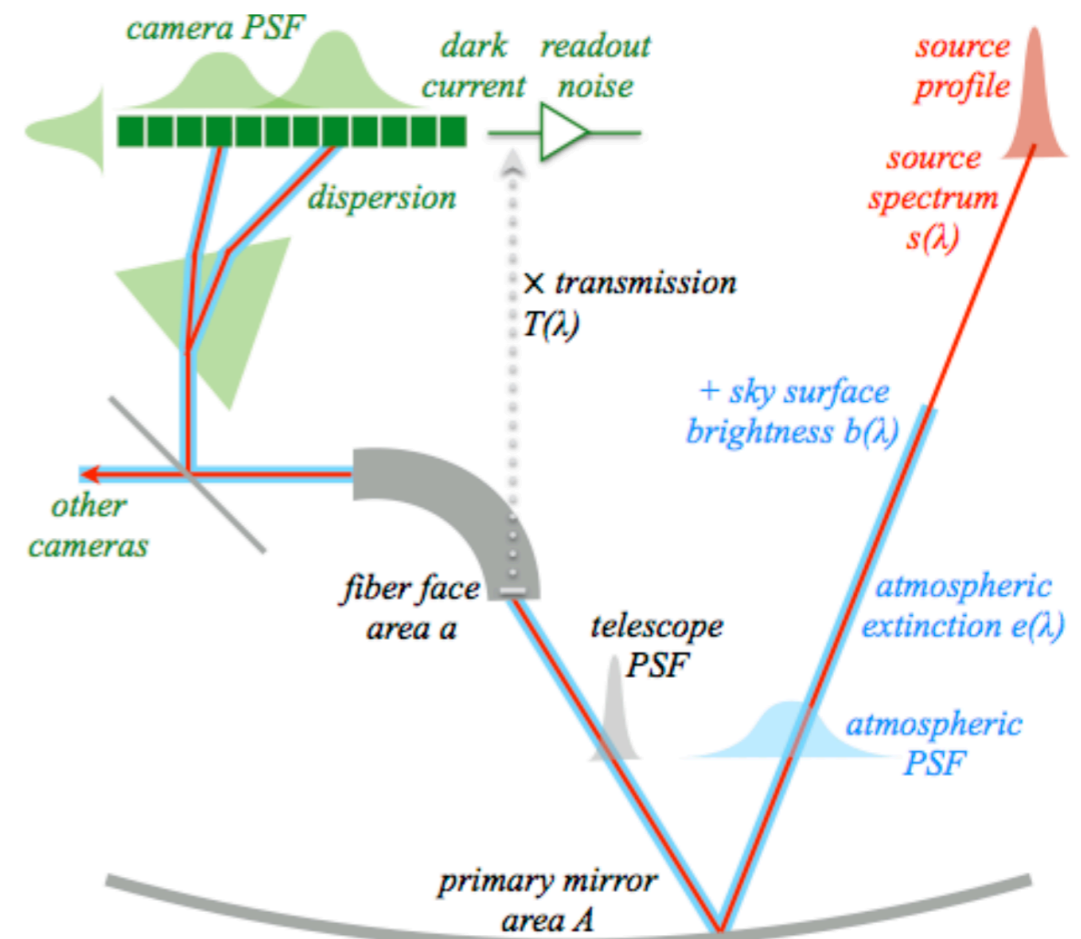 camera PSF
dark
current
readout
noise
source
profile
source
spectrum
s(λ)
dispersion
× transmission
T(λ)
+ sky surface
brightness b(λ)
other
cameras
fiber face
area a
telescope
PSF
atmospheric
extinction e(λ)
atmospheric
PSF
primary mirror
area A